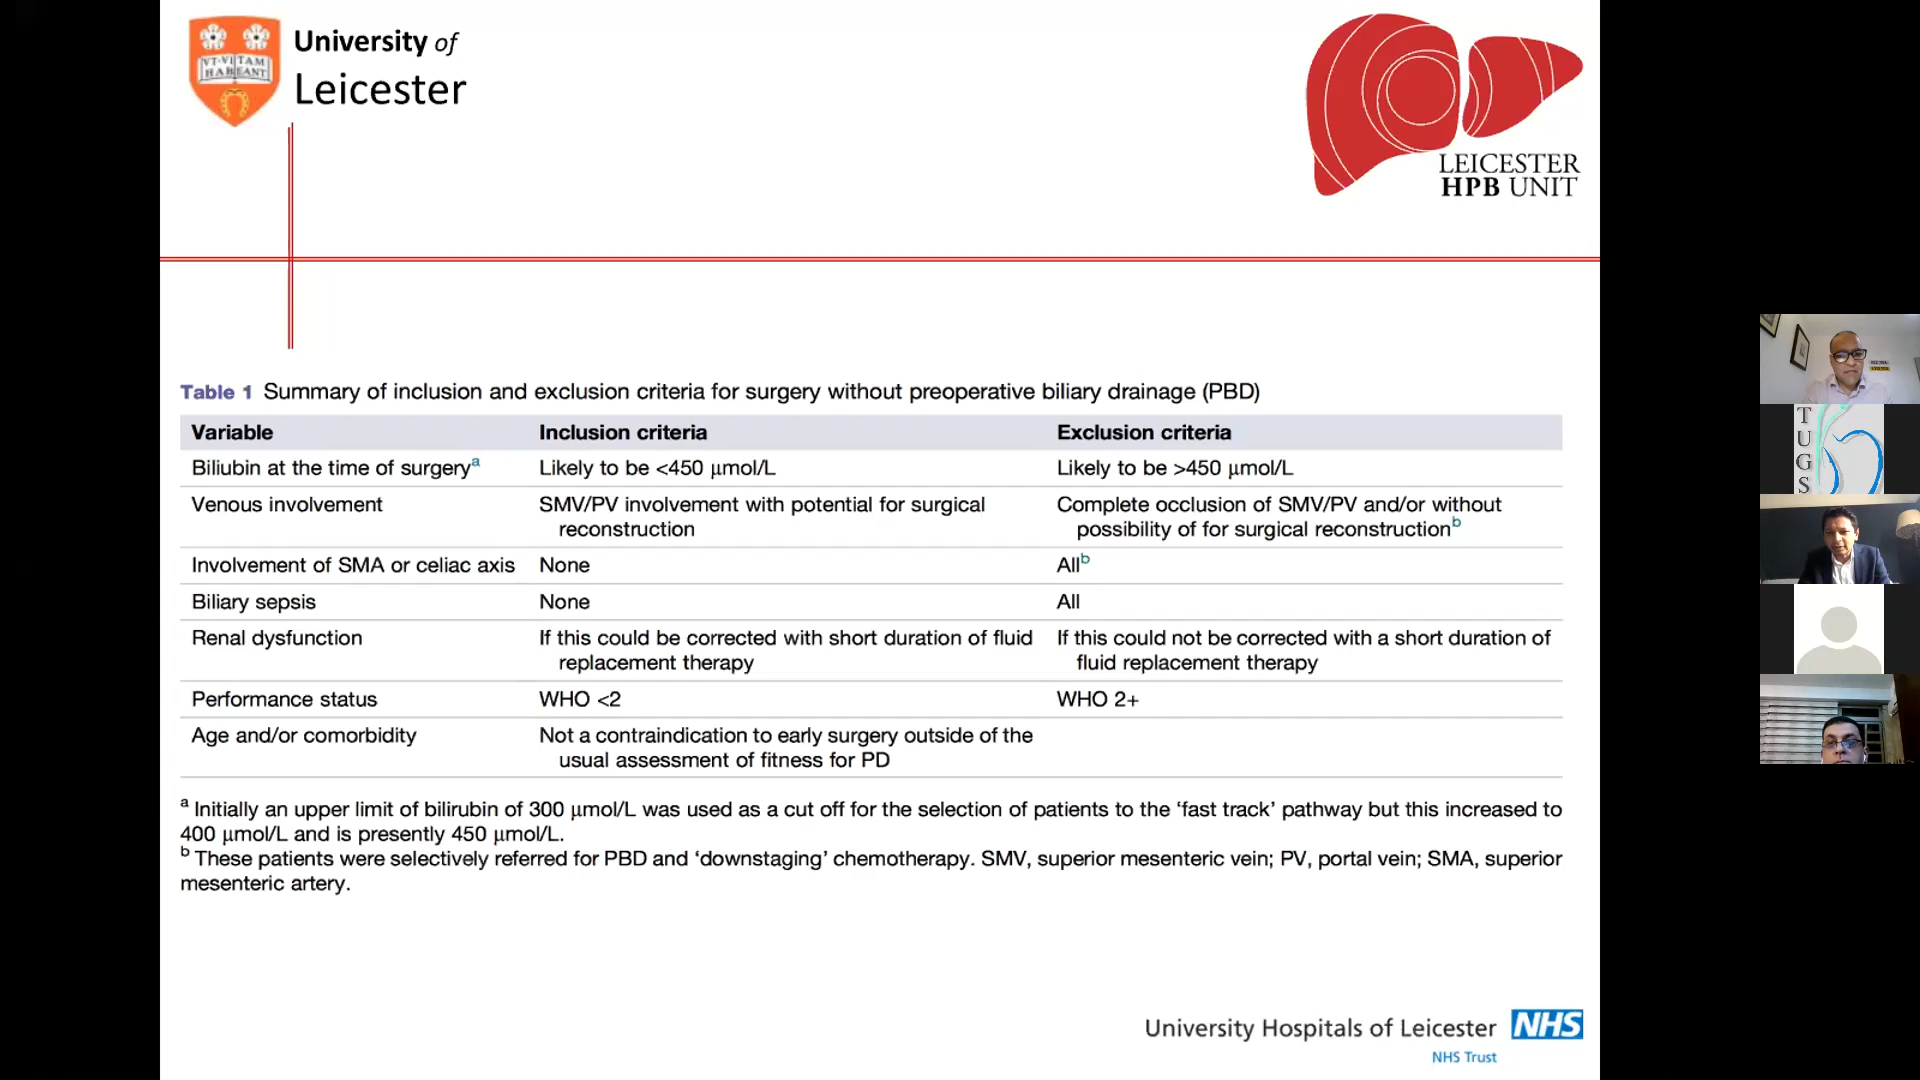 University of
Leicester
VT·VI TAM
HAB EANT
LEICESTER
HPB UNIT
Table 1 Summary of inclusion and exclusion criteria for surgery without preoperative biliary drainage (PBD)
Variable Inclusion criteria Exclusion criteria
Biliubin at the time of surgerya Likely to be <450 μmol/L Likely to be >450 μmol/L
Venous involvement SMV/PV involvement with potential for surgical Complete occlusion of SMV/PV and/or without
reconstruction possibility of for surgical reconstructionb
Involvement of SMA or celiac axis None Allb
Biliary sepsis None All
Renal dysfunction If this could be corrected with short duration of fluid If this could not be corrected with a short duration of
replacement therapy fluid replacement therapy
Performance status WHO <2 WHO 2+
Age and/or comorbidity Not a contraindication to early surgery outside of the
usual assessment of fitness for PD
a Initially an upper limit of bilirubin of 300 μmol/L was used as a cut off for the selection of patients to the ‘fast track’ pathway but this increased to
400 μmol/L and is presently 450 μmol/L.
b These patients were selectively referred for PBD and ‘downstaging’ chemotherapy. SMV, superior mesenteric vein; PV, portal vein; SMA, superior
mesenteric artery.
University Hospitals of Leicester NHS
NHS Trust
T
U
G
S